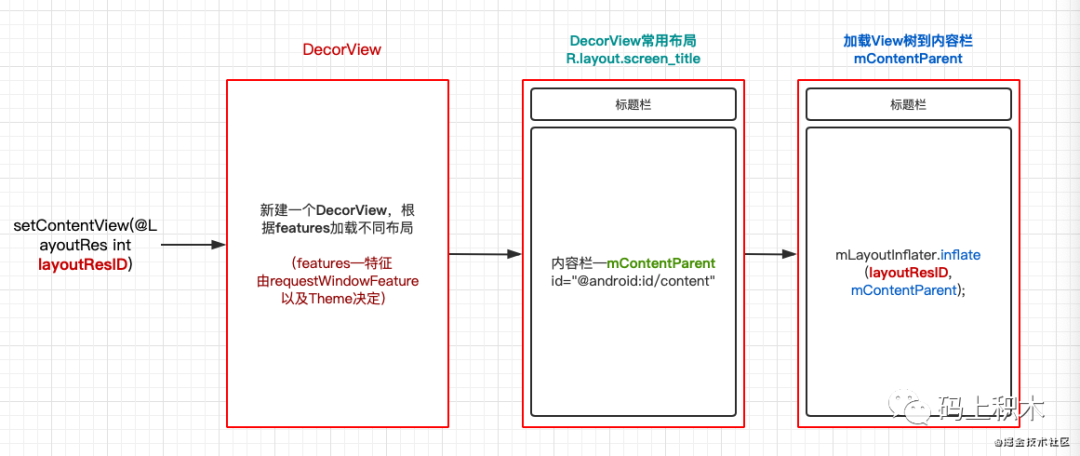 setContentView(@L
ayoutRes int
layoutResID)
DecorView
新建一个DecorView，根
据features加载不同布局
（features—特征
由requestWindowFeature
以及Theme决定）
DecorView常用布局
R.layout.screen_title
标题栏
内容栏—mContentParent
id="@android:id/content"
加载View树到内容栏
mContentParent
标题栏
mLayoutInflater.inflate
（layoutResID,
mContentParent);
码上积木
@掘金技术社区